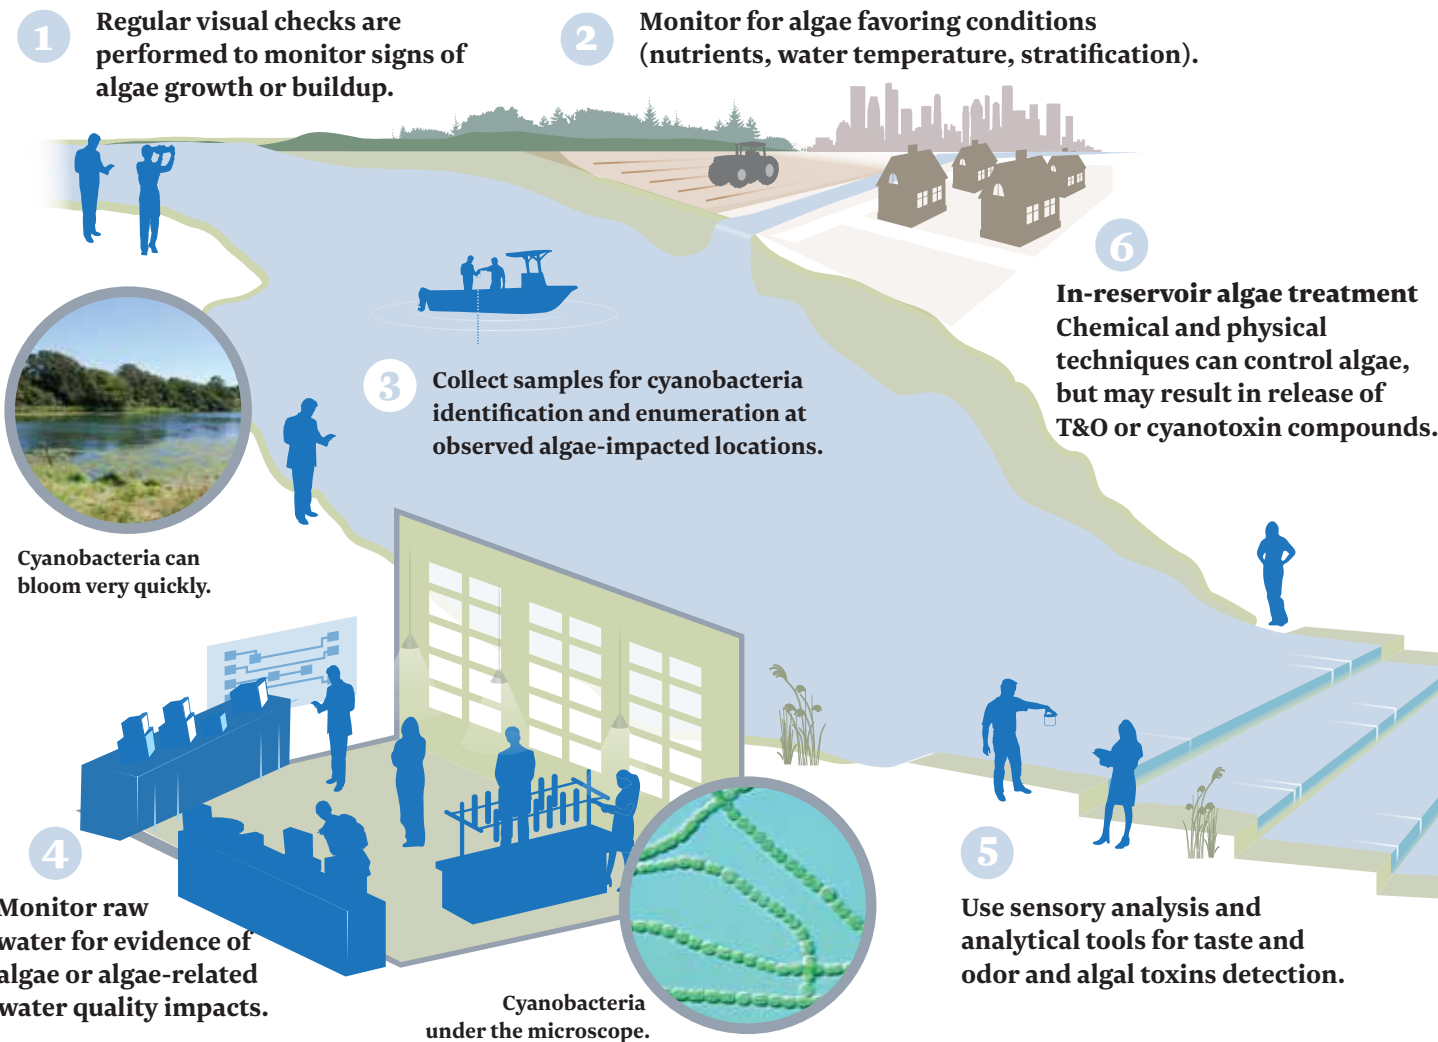 1
Regular visual checks are
performed to monitor signs of
algae growth or buildup.
2
Monitor for algae favoring conditions
(nutrients, water temperature, stratification).
6
In-reservoir algae treatment
Chemical and physical
techniques can control algae,
but may result in release of
T&O or cyanotoxin compounds.
3
Collect samples for cyanobacteria
identification and enumeration at
observed algae-impacted locations.
Cyanobacteria can
bloom very quickly.
4
Monitor raw
water for evidence of
algae or algae-related
water quality impacts.
Cyanobacteria
under the microscope.
5
Use sensory analysis and
analytical tools for taste and
odor and algal toxins detection.